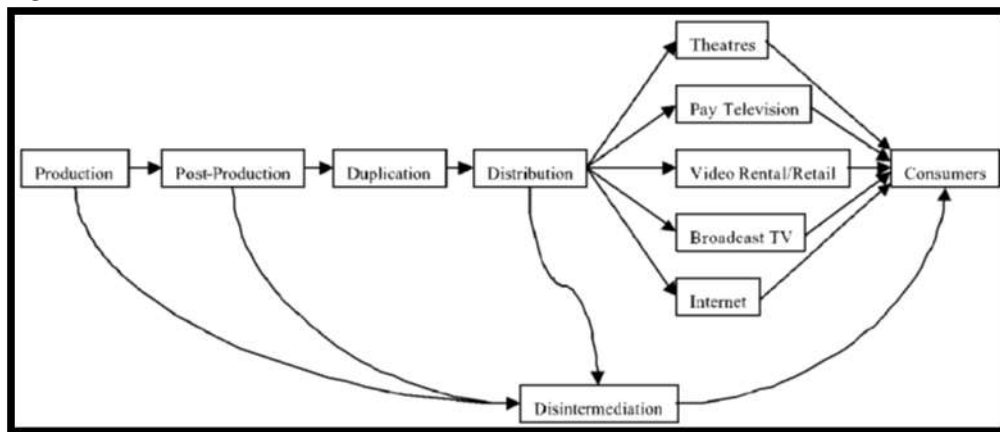 Theatres
Pay Television
Production
Post-Production
Duplication
Distribution
Video Rental/Retail
Consumers
Broadcast TV
Internet
Disintermediation